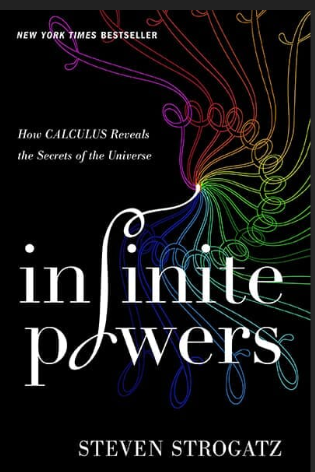 NEW YORK TIMES BESTSELLER
How CALCULUS Reveals
the Secrets of the Universe
infinite
powers
STEVEN STROGATZ